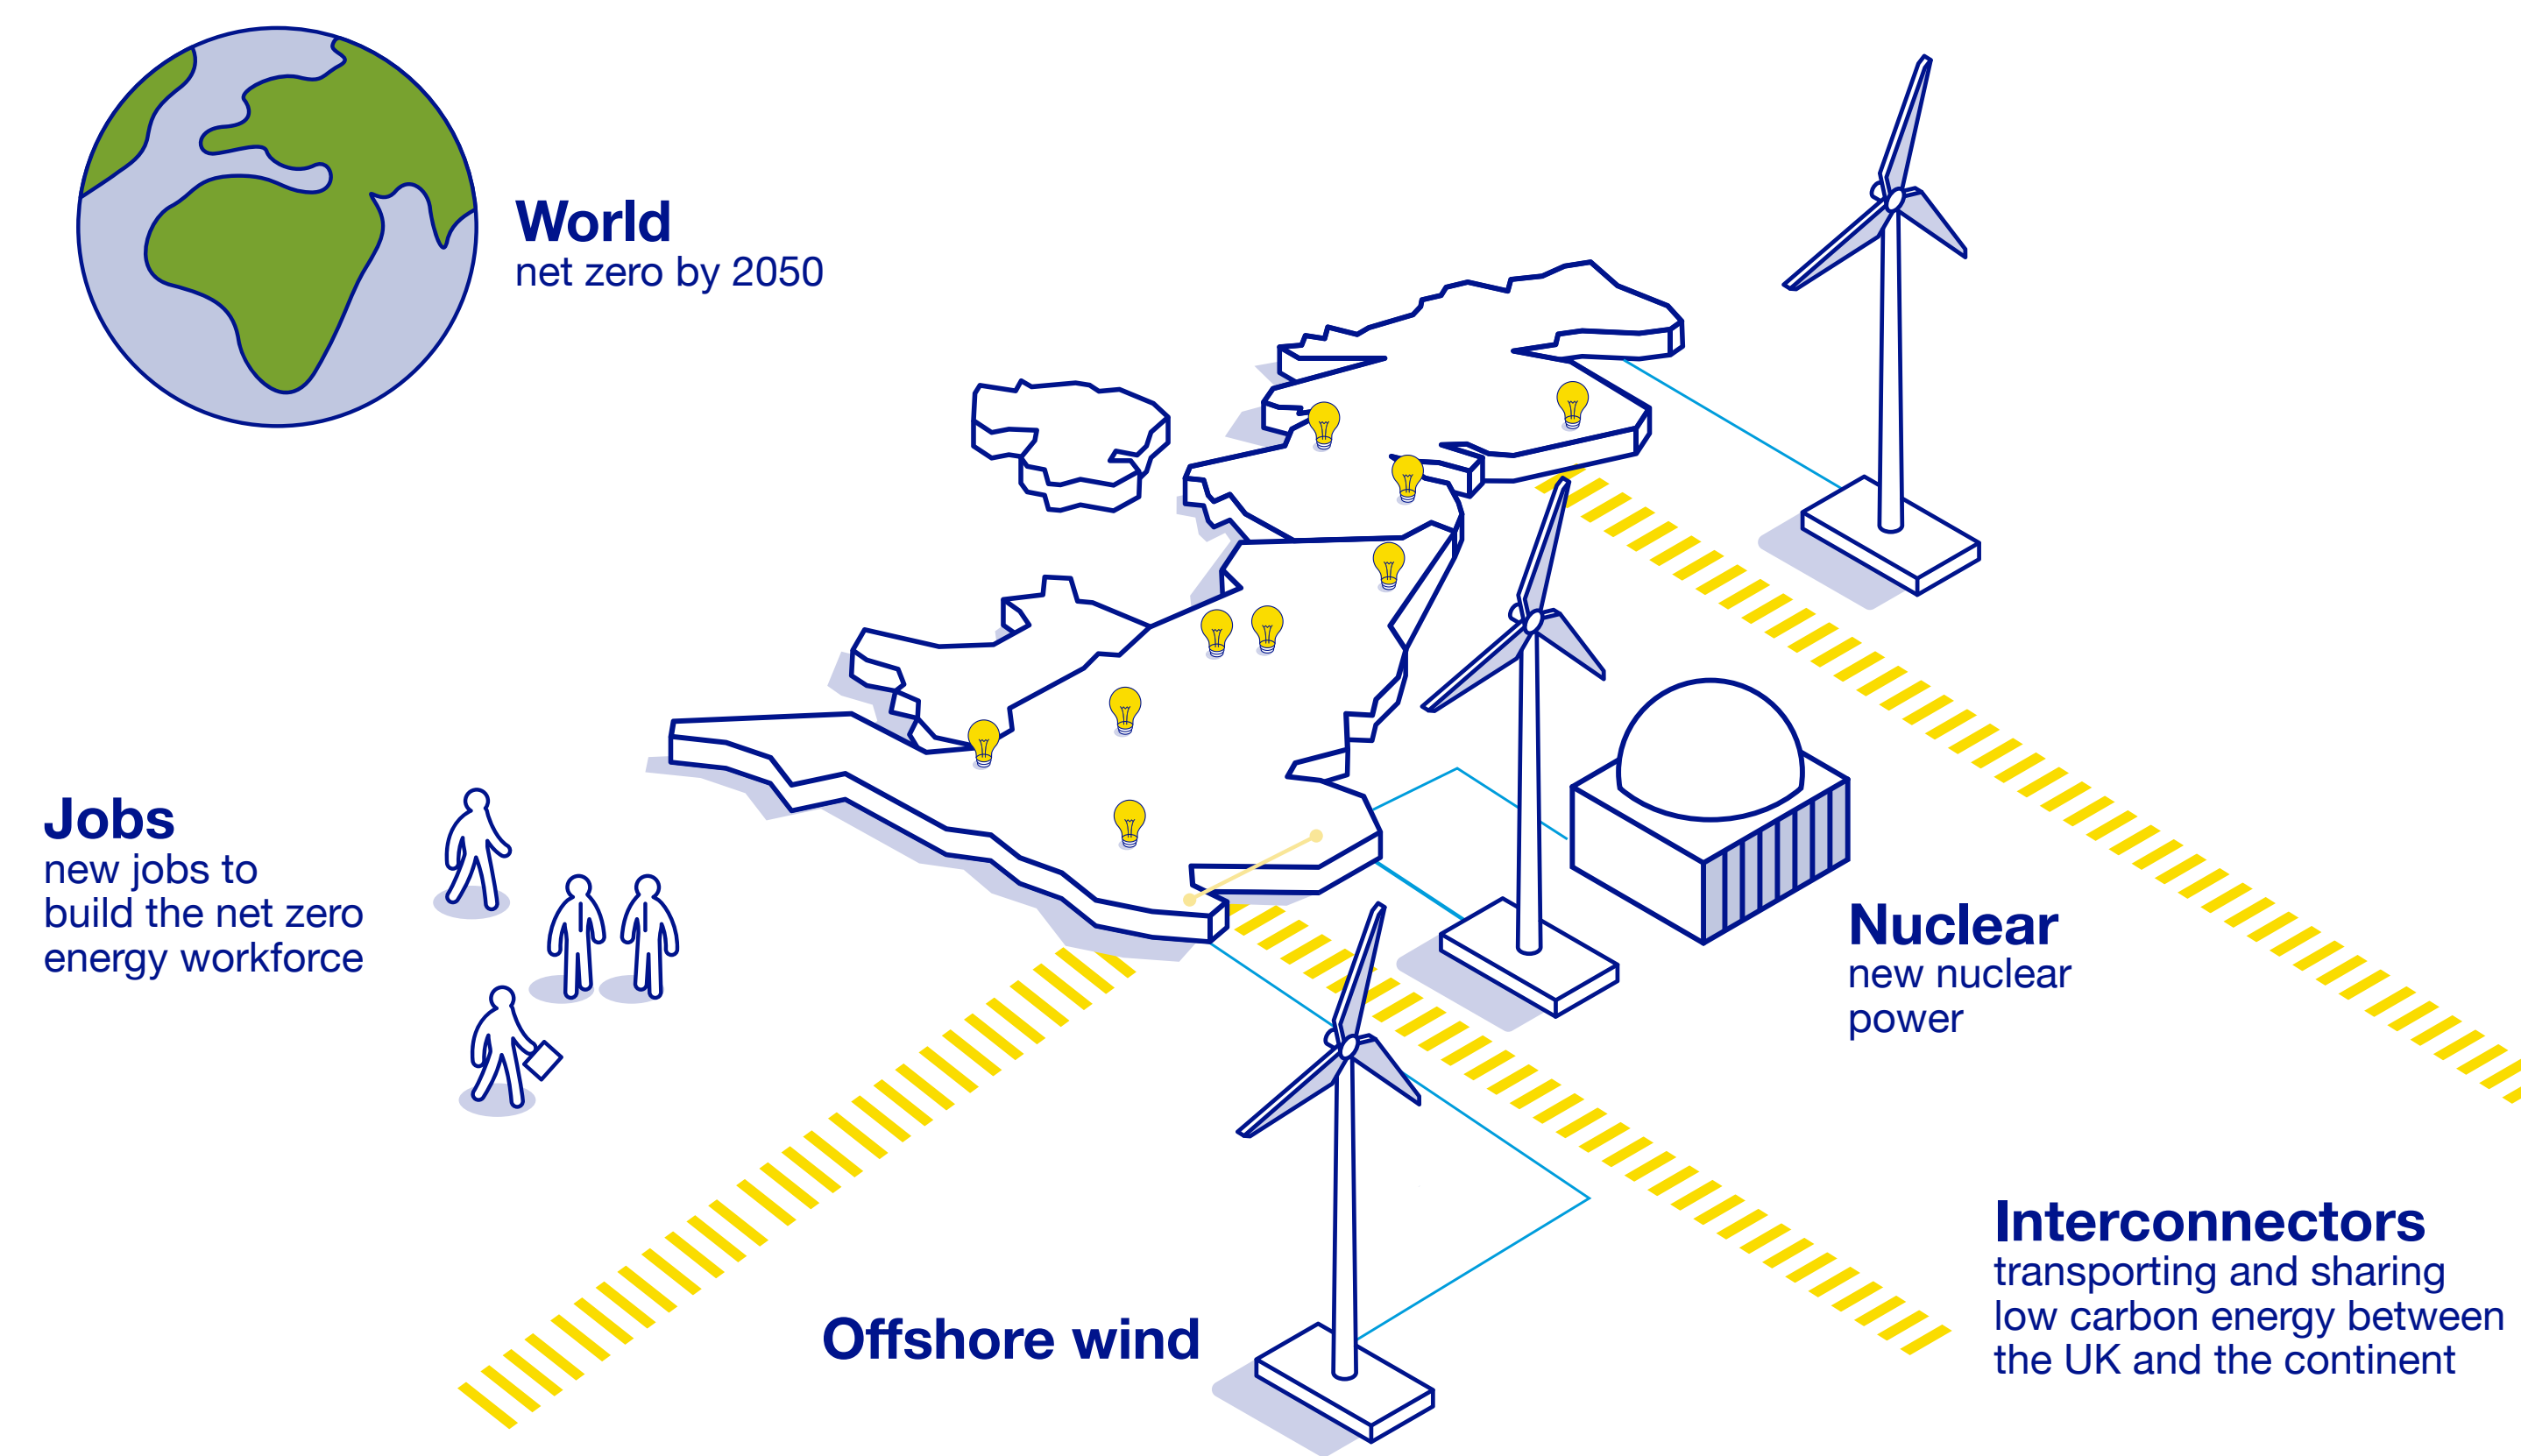 World
net zero by 2050
Jobs
new jobs to
build the net zero
energy workforce
Nuclear
new nuclear
power
Interconnectors
transporting and sharing
low carbon energy between
the UK and the continent
Offshore wind